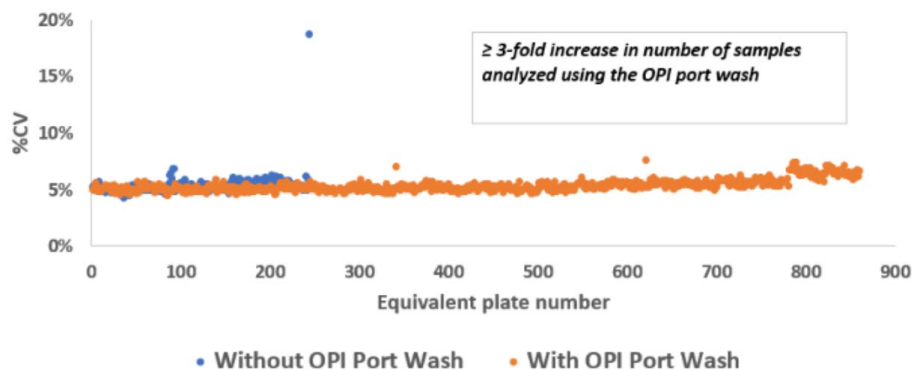 20%
15%
10%
5%
0%
%CV
≥ 3-fold increase in number of samples
analyzed using the OPI port wash
0 100 200 300 400 500 600 700 800 900
Equivalent plate number
Without OPI Port Wash With OPI Port Wash